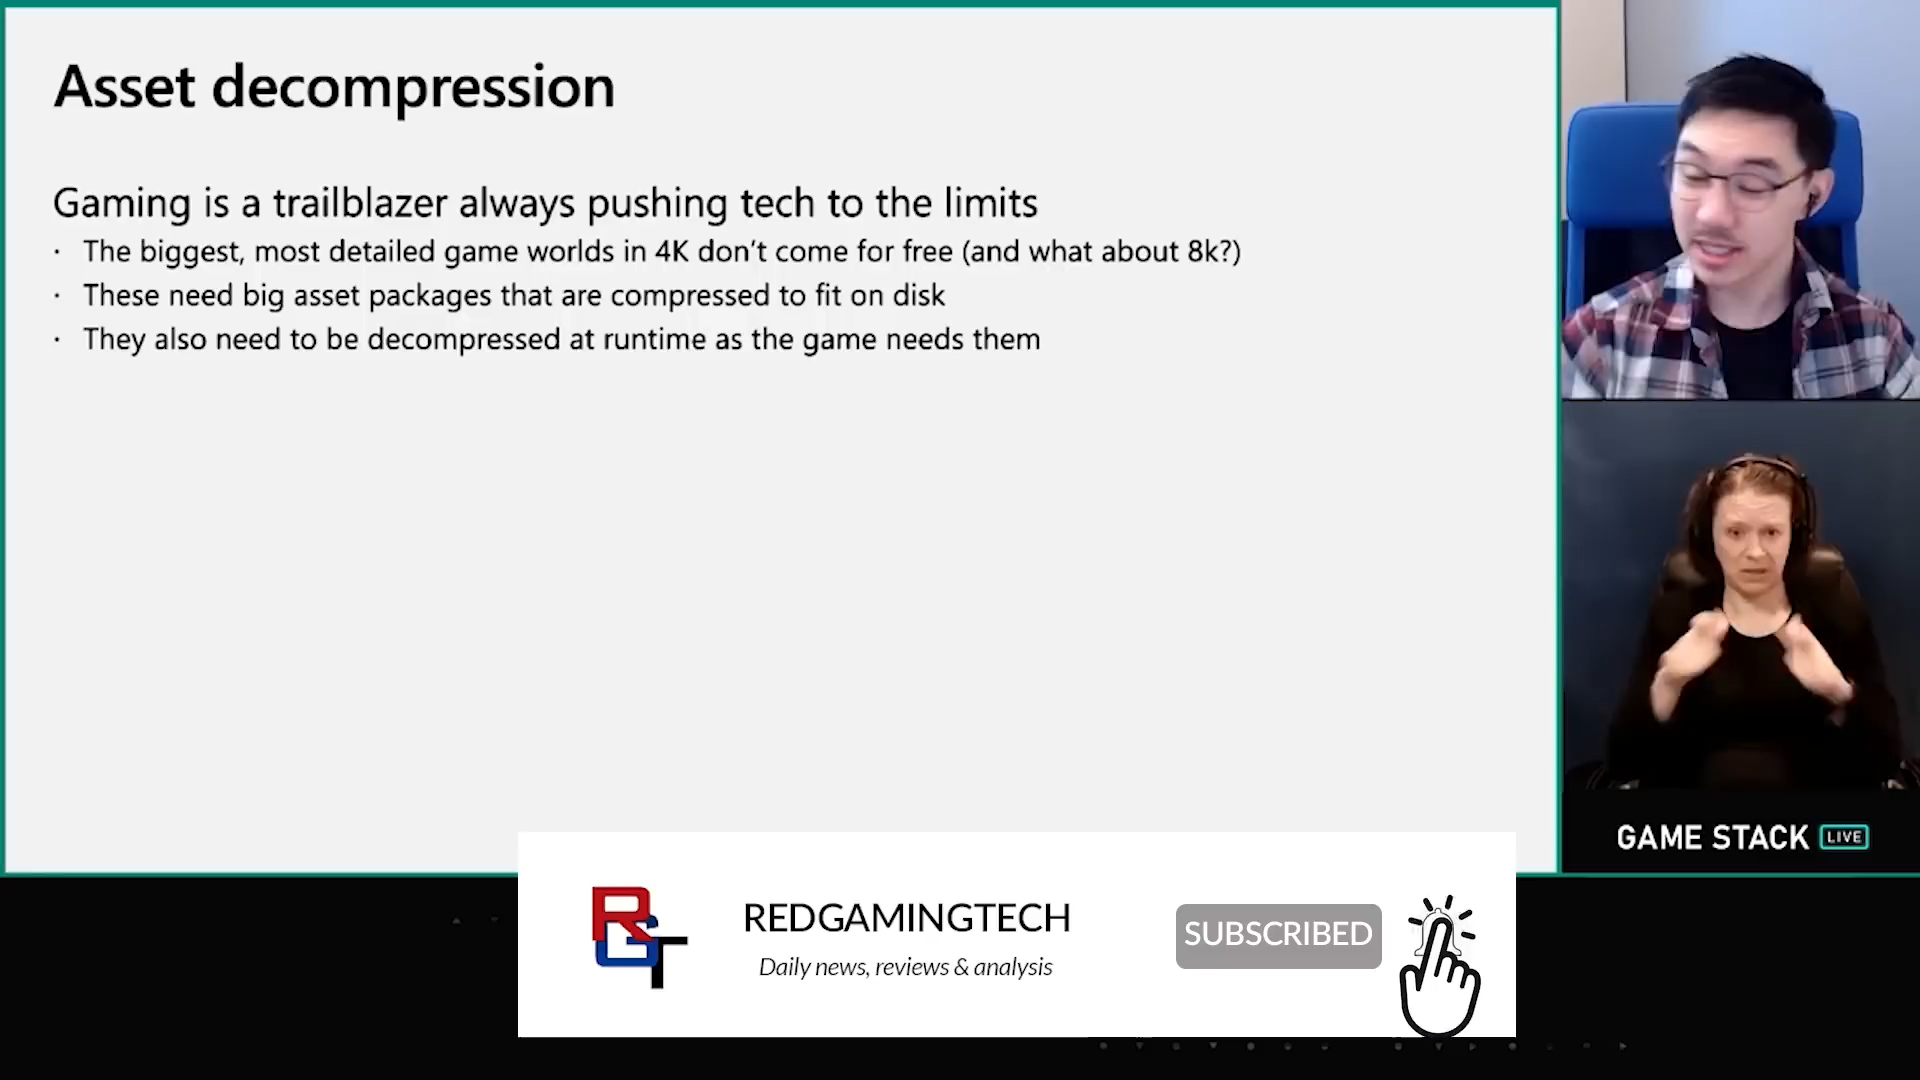 Asset decompression
Gaming is a trailblazer always pushing tech to the limits
· The biggest, most detailed game worlds in 4K don't come for free (and what about 8k?)
· These need big asset packages that are compressed to fit on disk
· They also need to be decompressed at runtime as the game needs them
GAME STACK LIVE
RGT
REDGAMINGTECH
Daily news, reviews & analysis
SUBSCRIBED